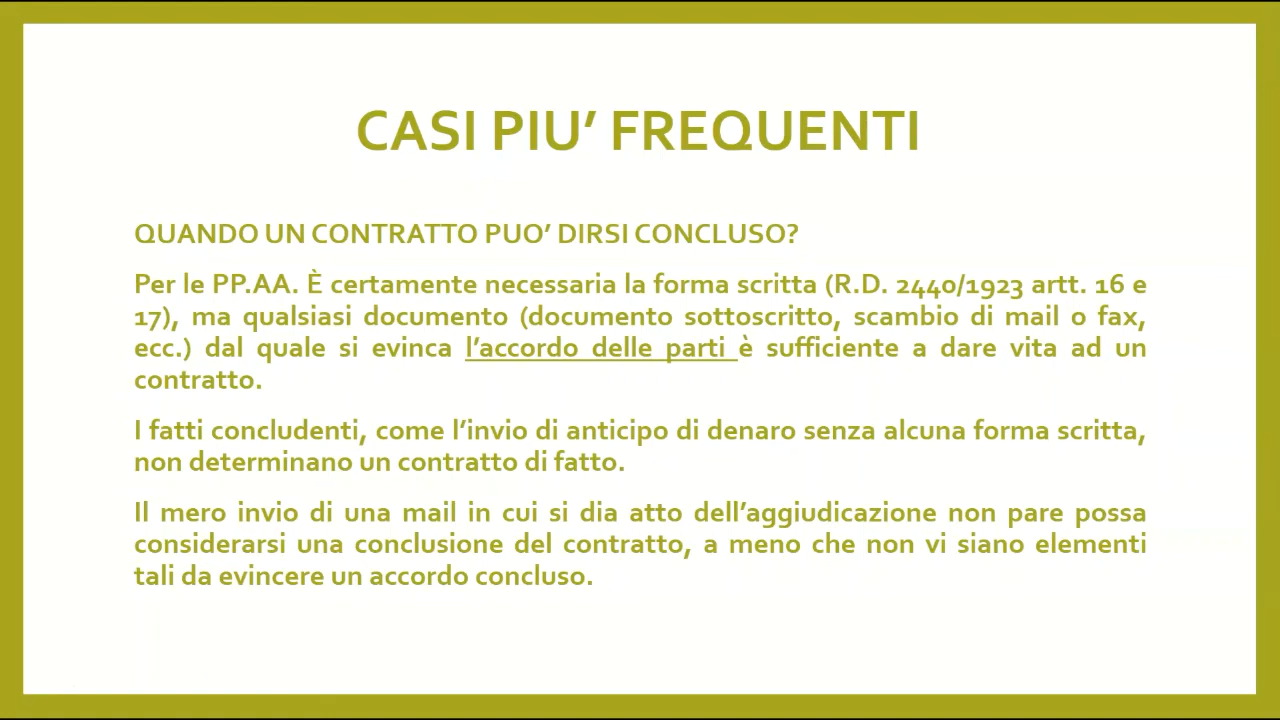 CASI PIU’ FREQUENTI
QUANDO UN CONTRATTO PUO’ DIRSI CONCLUSO?
Per le PP.AA. È certamente necessaria la forma scritta (R.D. 2440/1923 artt. 16 e
17), ma qualsiasi documento (documento sottoscritto, scambio di mail o fax,
ecc.) dal quale si evinca l’accordo delle parti è sufficiente a dare vita ad un
contratto.
I fatti concludenti, come l’invio di anticipo di denaro senza alcuna forma scritta,
non determinano un contratto di fatto.
Il mero invio di una mail in cui si dia atto dell’aggiudicazione non pare possa
considerarsi una conclusione del contratto, a meno che non vi siano elementi
tali da evincere un accordo concluso.